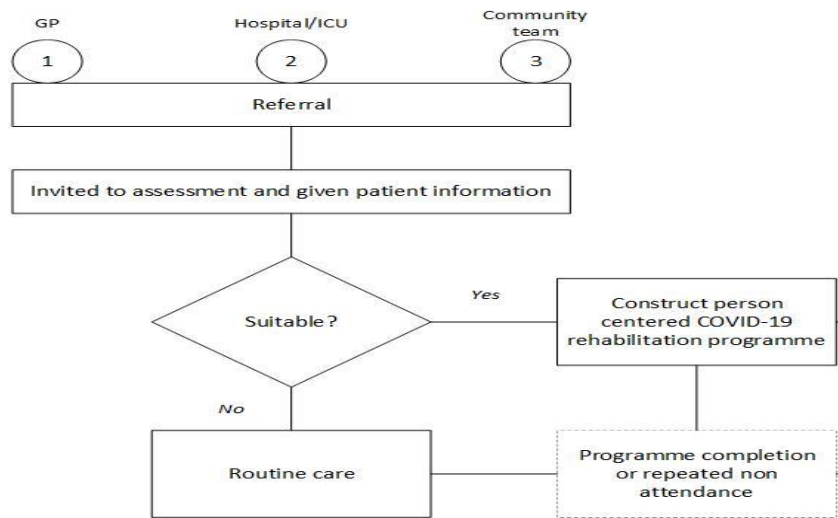 GP
Hospital/ICU
Community
team
1
2
3
Referral
Invited to assessment and given patient information
Suitable?
Yes
Construct person
centered COVID-19
rehabilitation programme
No
Routine care
Programme completion
or repeated non
attendance